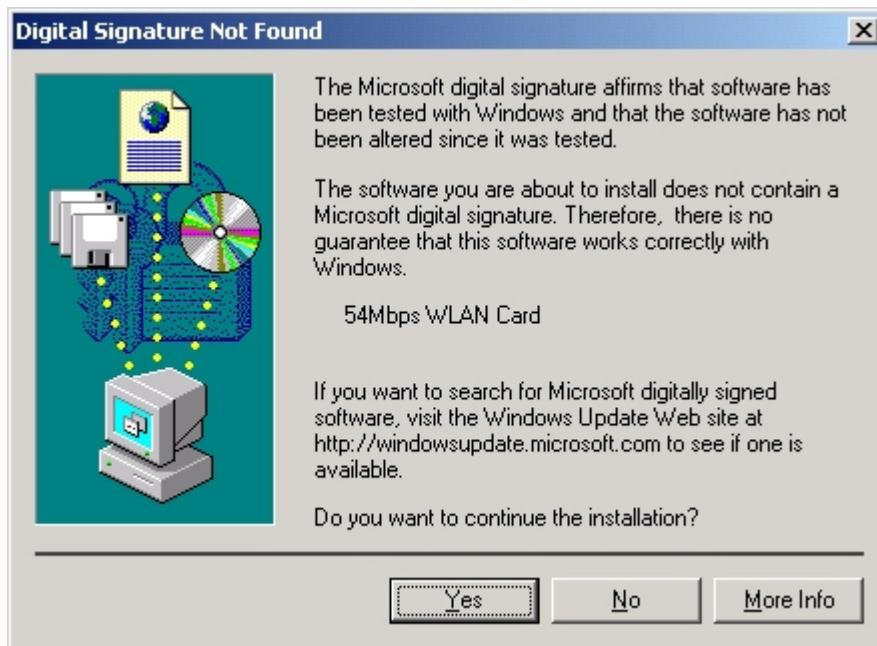 Digital Signature Not Found
The Microsoft digital signature affirms that software has
been tested with Windows and that the software has not
been altered since it was tested.
The software you are about to install does not contain a
Microsoft digital signature. Therefore,  there is no
guarantee that this software works correctly with
Windows.
54Mbps WLAN Card
If you want to search for Microsoft digitally signed
software, visit the Windows Update Web site at
http://windowsupdate.microsoft.com to see if one is
available.
Do you want to continue the installation?
Yes
No
More Info